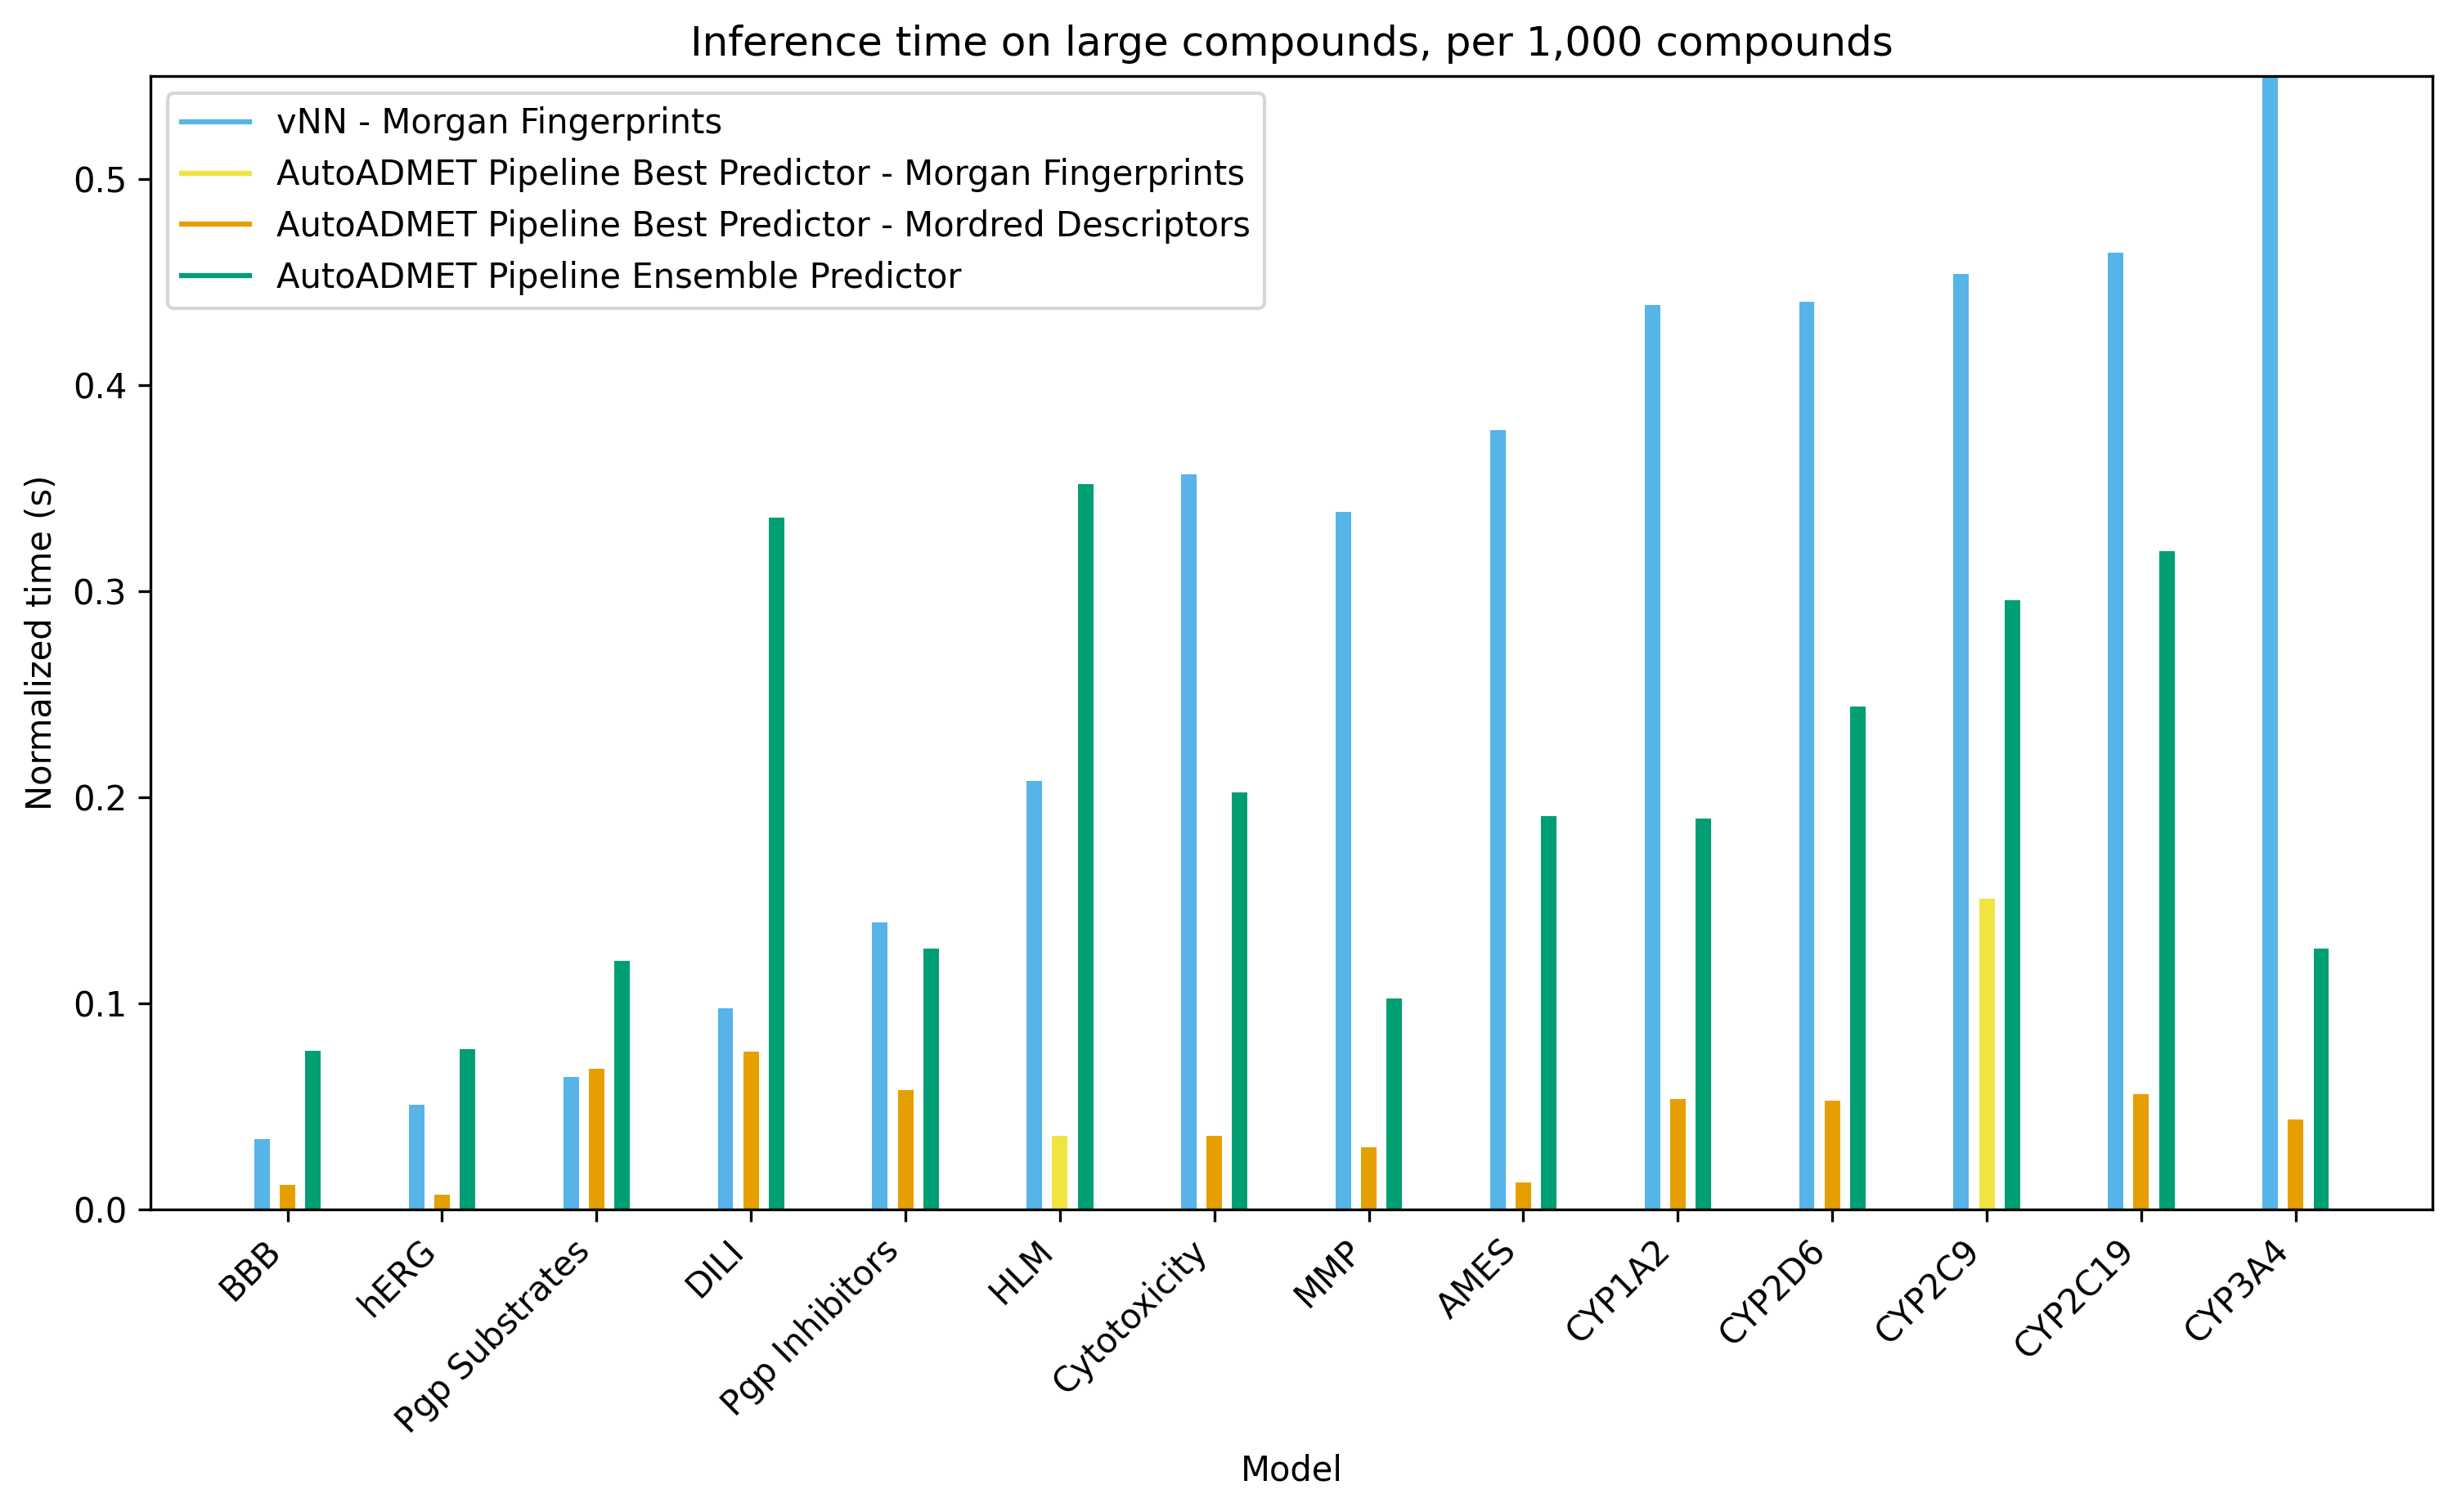 Inference time on large compounds, per 1,000 compounds
vNN - Morgan Fingerprints
AutoADMET Pipeline Best Predictor - Morgan Fingerprints
AutoADMET Pipeline Best Predictor - Mordred Descriptors
AutoADMET Pipeline Ensemble Predictor
Normalized time (s)
0.5
0.4
0.3
0.2
0.1
0.0
BBB
hERG
Pgp Substrates
DILI
Pgp Inhibitors
HLM
Cytotoxicity
MMP
AMES
CYP1A2
CYP2D6
CYP2C9
CYP2C19
CYP3A4
Model